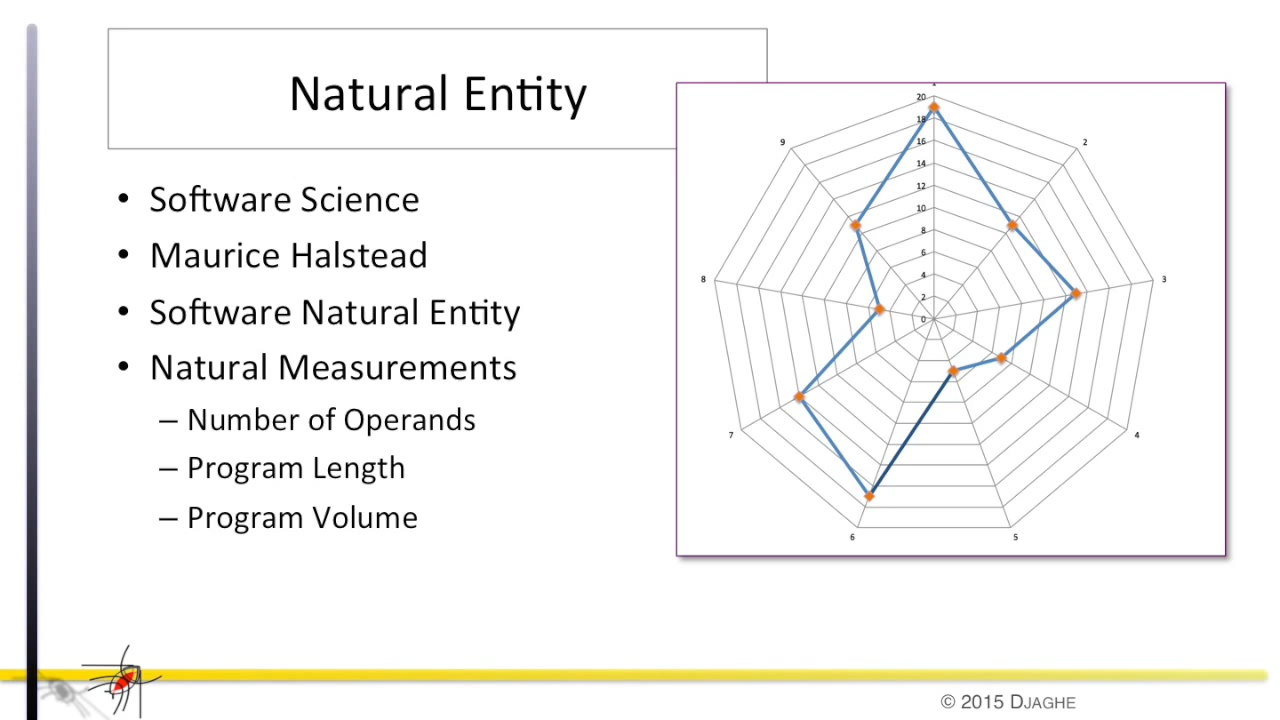 Natural Entity
• Software Science
• Maurice Halstead
• Software Natural Entity
• Natural Measurements
– Number of Operands
– Program Length
– Program Volume
20
18
16
14
12
10
8
6
4
2
0
2
3
4
5
6
7
8
9
© 2015 DJAGHE